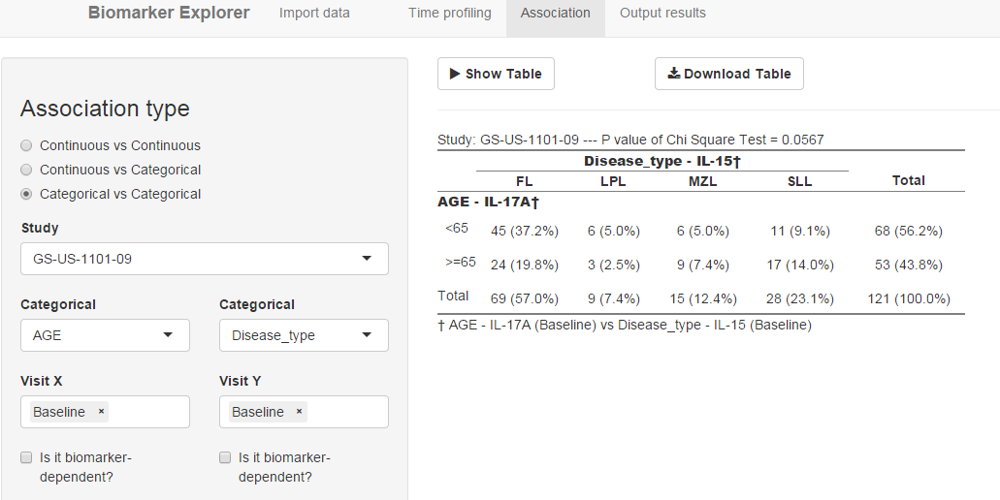 Biomarker Explorer Import data Time profiling Association Output results
Show Table Download Table
Association type
Continuous vs Continuous
Continuous vs Categorical
Categorical vs Categorical
Study
GS-US-1101-09
Categorical Categorical
AGE Disease_type
Visit X Visit Y
Baseline × Baseline ×
Is it biomarker- Is it biomarker-
dependent? dependent?
Study: GS-US-1101-09 --- P value of Chi Square Test = 0.0567
Disease_type - IL-15†
FL LPL MZL SLL Total
AGE - IL-17A†
<65 45 (37.2%) 6 (5.0%) 6 (5.0%) 11 (9.1%) 68 (56.2%)
>=65 24 (19.8%) 3 (2.5%) 9 (7.4%) 17 (14.0%) 53 (43.8%)
Total 69 (57.0%) 9 (7.4%) 15 (12.4%) 28 (23.1%) 121 (100.0%)
† AGE - IL-17A (Baseline) vs Disease_type - IL-15 (Baseline)